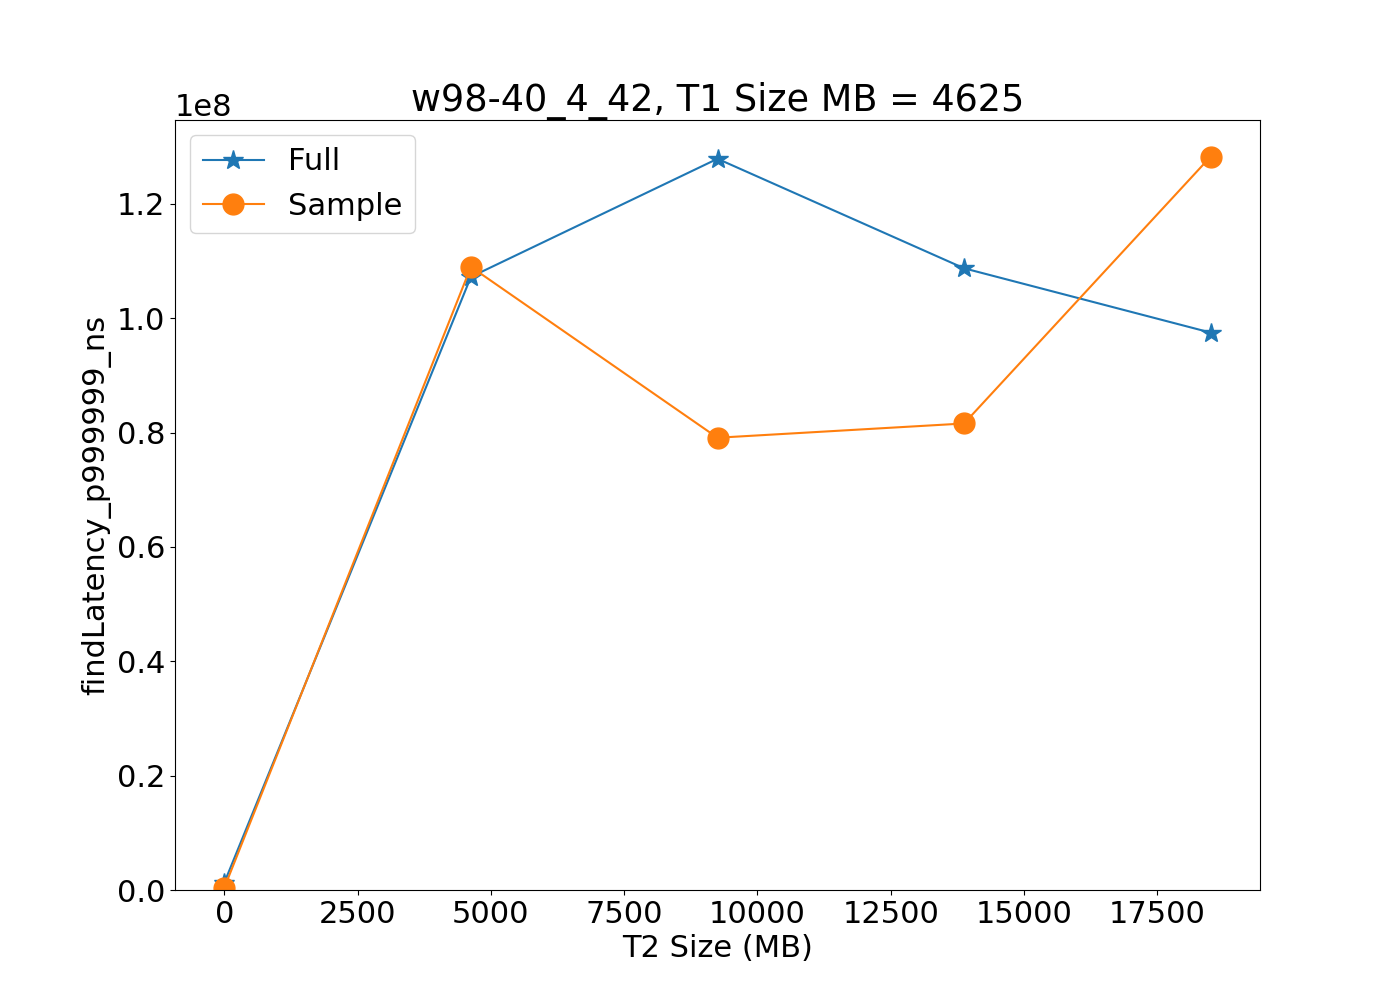 w98-40_4_42, T1 Size MB = 4625
1e8
Full
Sample
1.2
1.0
0.8
0.6
0.4
0.2
0.0
findLatency_p999999_ns
0 2500 5000 7500 10000 12500 15000 17500
T2 Size (MB)